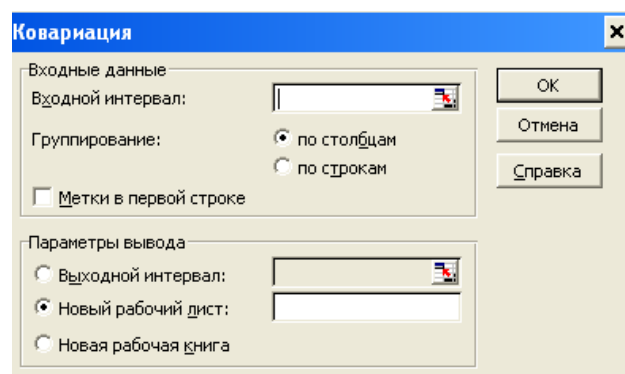 Ковариация
Входные данные
Входной интервал:
Группирование:
по столбцам
по строкам
Метки в первой строке
OK
Отмена
Справка
Параметры вывода
Выходной интервал:
Новый рабочий лист:
Новая рабочая книга